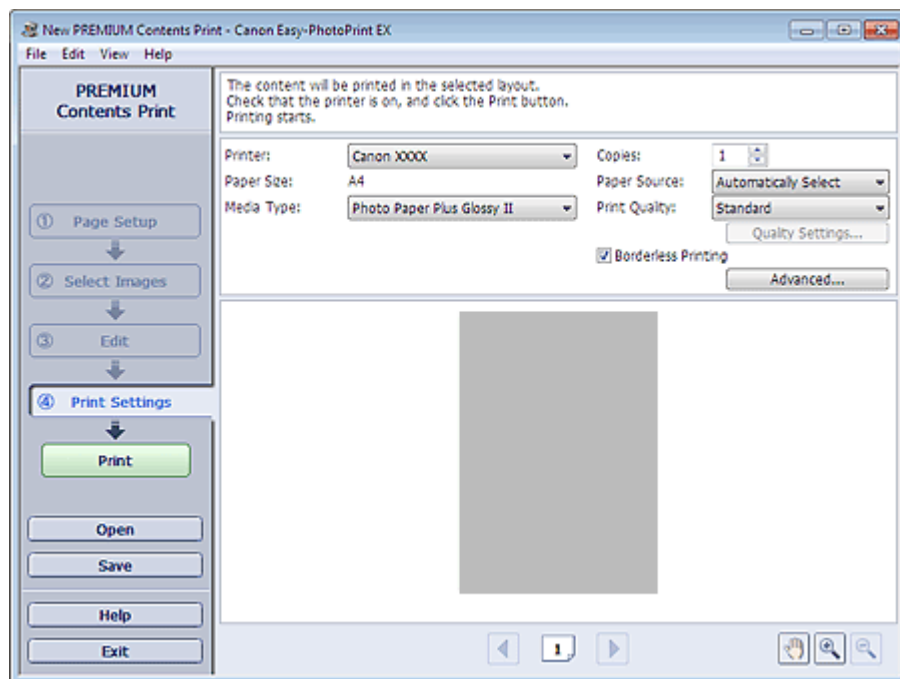 New PREMIUM Contents Print - Canon Easy-PhotoPrint EX
File Edit View Help
PREMIUM
Contents Print
The content will be printed in the selected layout.
Check that the printer is on, and click the Print button.
Printing starts.
Printer: Canon XXXX Copies: 1
Paper Size: A4 Paper Source: Automatically Select
Media Type: Photo Paper Plus Glossy II Print Quality: Standard
Quality Settings...
Borderless Printing
Advanced...
① Page Setup
② Select Images
③ Edit
④ Print Settings
Print
Open
Save
Help
Exit
1